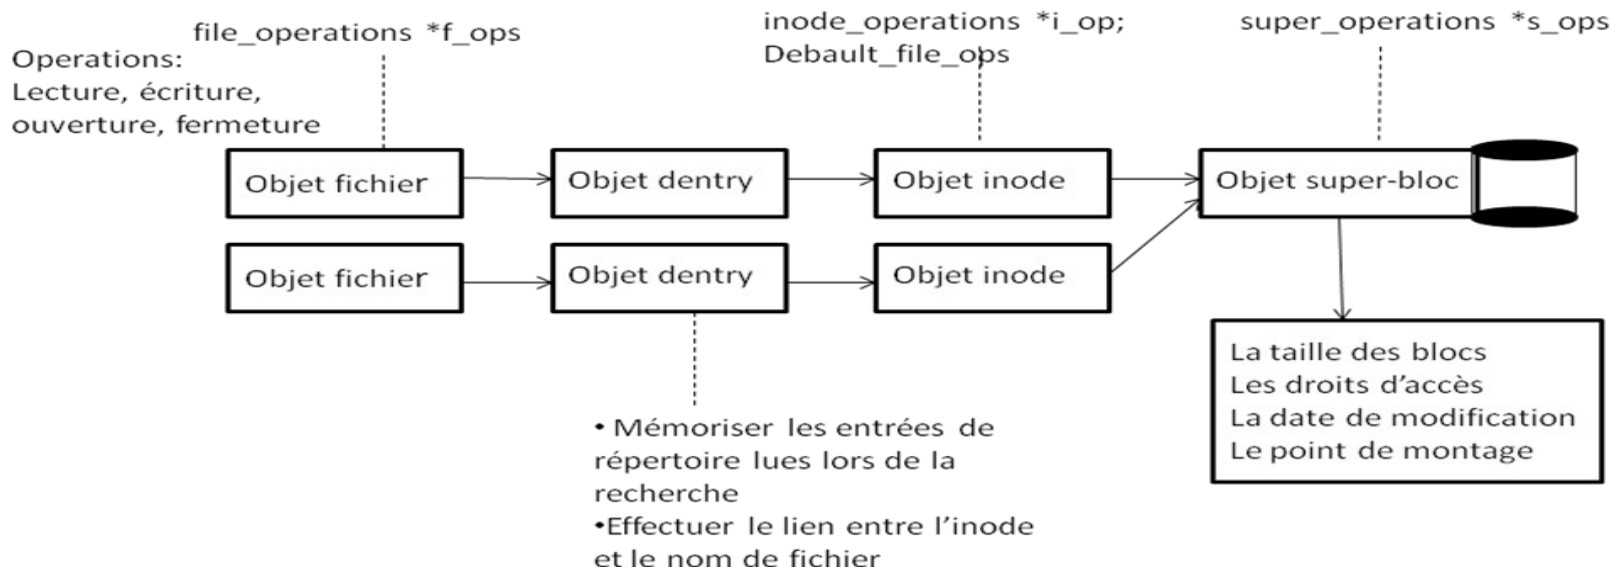 file_operations *f_ops
inode_operations *i_op;
Debault_file_ops
super_operations *s_ops
Operations:
Lecture, écriture,
ouverture, fermeture
Objet fichier
Objet dentry
Objet inode
Objet super-bloc
Objet fichier
Objet dentry
Objet inode
La taille des blocs
Les droits d’accès
La date de modification
Le point de montage
• Mémoriser les entrées de
répertoire lues lors de la
recherche
•Effectuer le lien entre l’inode
et le nom de fichier